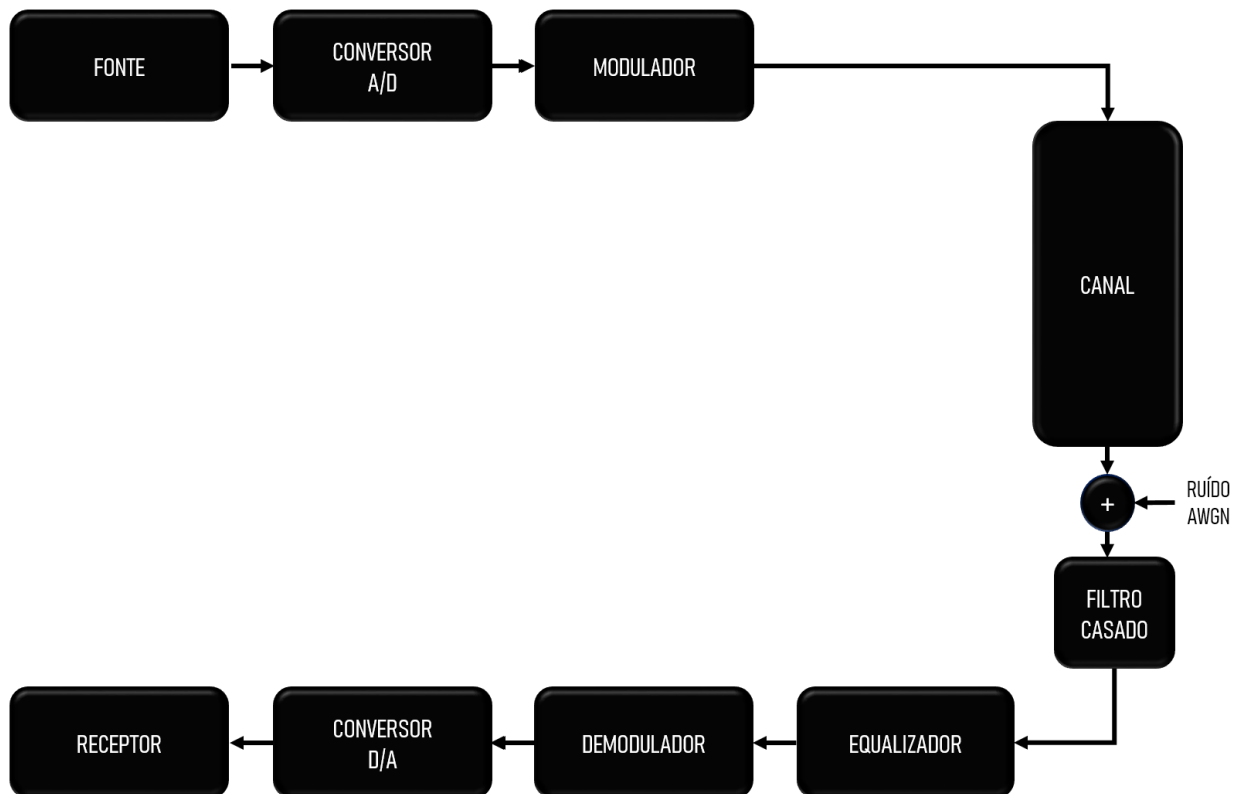 FONTE
CONVERSOR
A/D
MODULADOR
CANAL
+
RUÍDO
AWGN
FILTRO
CASADO
EQUALIZADOR
DEMODULADOR
CONVERSOR
D/A
RECEPTOR